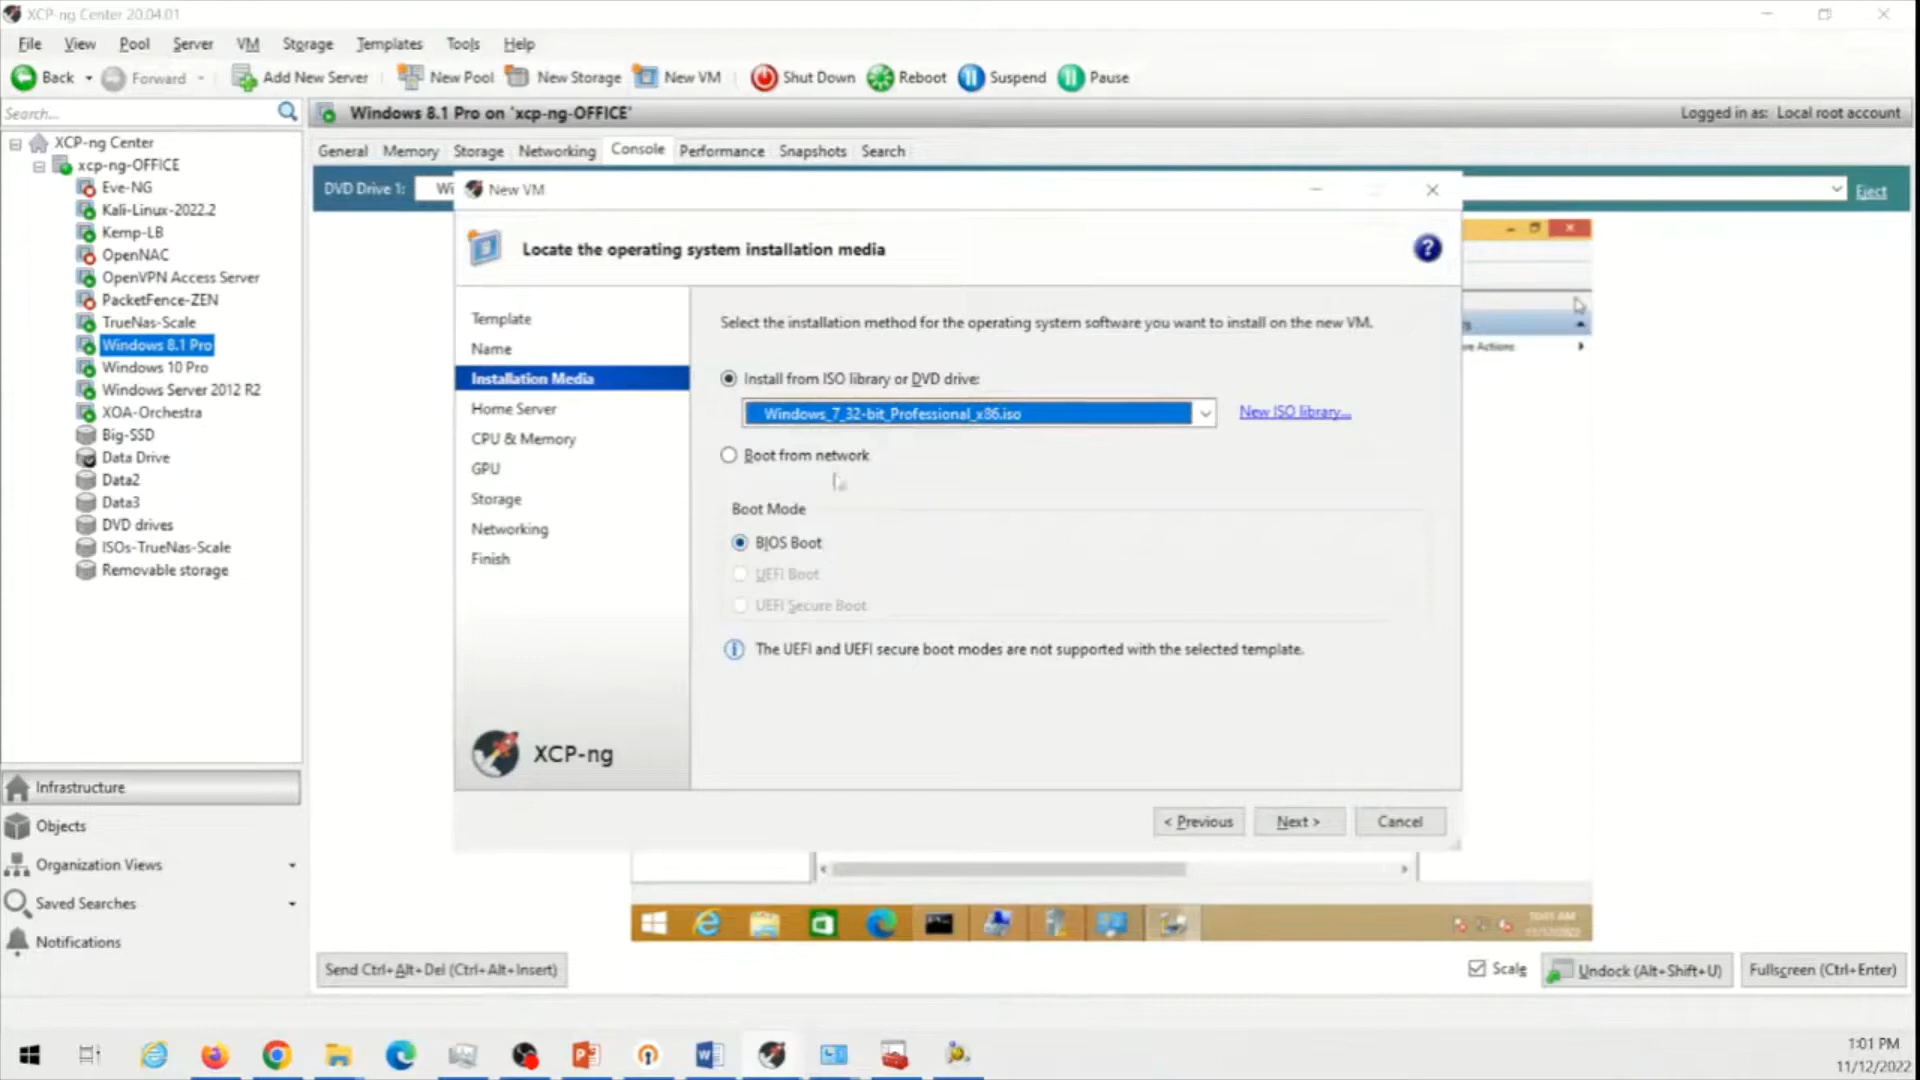 XCP-ng Center 20.04.01
File View Pool Server VM Storage Templates Tools Help
Back Forward Add New Server New Pool New Storage New VM Shut Down Reboot Suspend Pause
Search...
Windows 8.1 Pro on 'xcp-ng-OFFICE'
Logged in as: Local root account
XCP-ng Center
xcp-ng-OFFICE
Eve-NG
Kali-Linux-2022.2
Kemp-LB
OpenNAC
OpenVPN Access Server
PacketFence-ZEN
TrueNas-Scale
Windows 8.1 Pro
Windows 10 Pro
Windows Server 2012 R2
XOA-Orchestra
Big-SSD
Data Drive
Data2
Data3
DVD drives
ISOs-TrueNas-Scale
Removable storage
Infrastructure
Objects
Organization Views
Saved Searches
Notifications
General Memory Storage Networking Console Performance Snapshots Search
DVD Drive 1: Wi
Eject
New VM
Locate the operating system installation media
?
Template
Name
Installation Media
Home Server
CPU & Memory
GPU
Storage
Networking
Finish
XCP-ng
Select the installation method for the operating system software you want to install on the new VM.
Install from ISO library or DVD drive:
Windows_7_32-bit_Professional_x86.iso
New ISO library...
Boot from network
Boot Mode
BIOS Boot
UEFI Boot
UEFI Secure Boot
The UEFI and UEFI secure boot modes are not supported with the selected template.
< Previous Next > Cancel
re Actions
10:01 AM
11/12/2022
Send Ctrl+Alt+Del (Ctrl+Alt+Insert)
Scale
Undock (Alt+Shift+U)
Fullscreen (Ctrl+Enter)
1:01 PM
11/12/2022